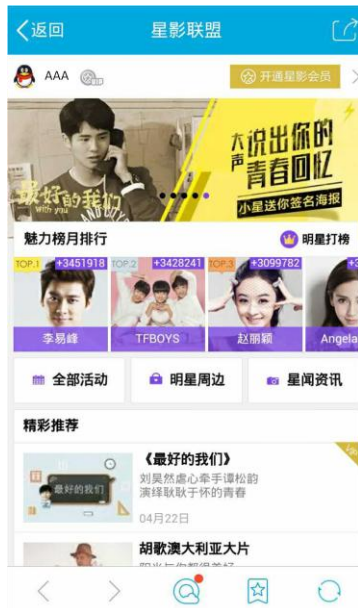 返回
星影联盟
AAA
开通星影会员
最好的我们
with you
大声说出你的
青春回忆
小星送你签名海报
魅力榜月排行
明星打榜
TOP.1
+3451918
TOP.2
+3428241
TOP.3
+3099782
李易峰
TFBOYS
赵丽颖
Angela
全部活动
明星周边
星闻资讯
精彩推荐
最好的我们
《最好的我们》
刘昊然虐心牵手谭松韵
演绎耿耿于怀的青春
04月22日
胡歌澳大利亚大片